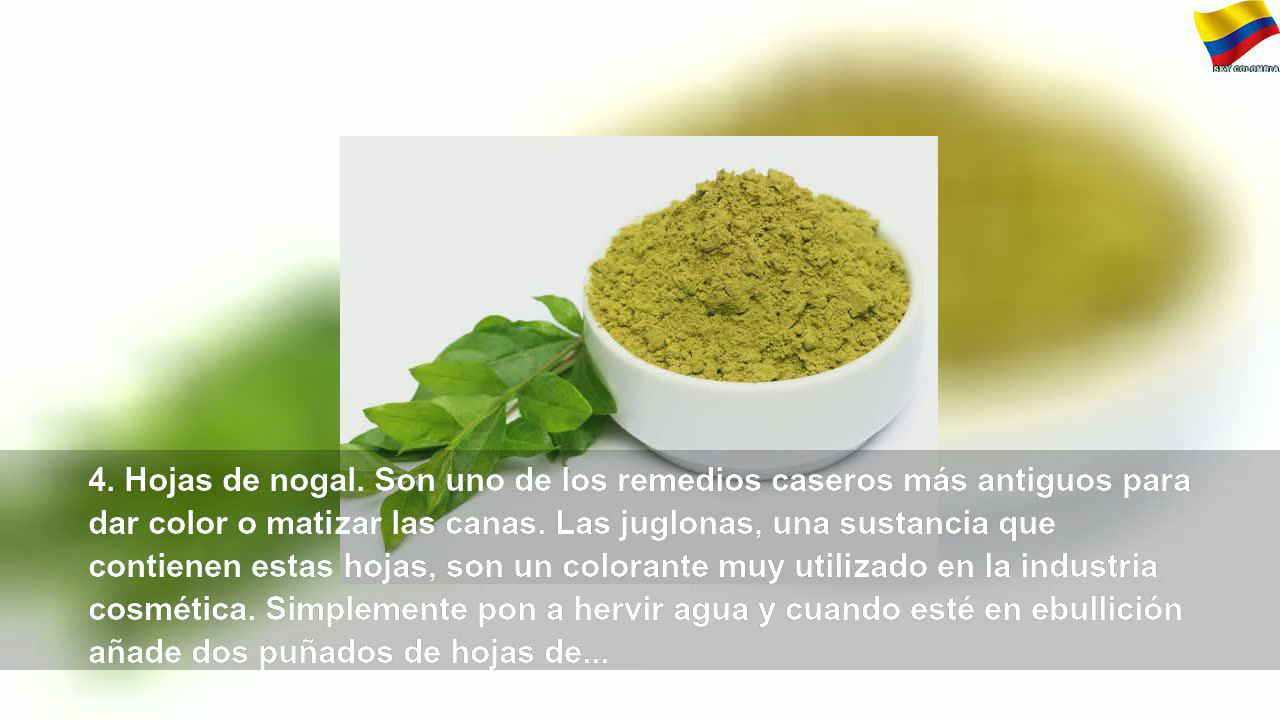 SKY COLOMBIA
4. Hojas de nogal. Son uno de los remedios caseros más antiguos para
dar color o matizar las canas. Las juglonas, una sustancia que
contienen estas hojas, son un colorante muy utilizado en la industria
cosmética. Simplemente pon a hervir agua y cuando esté en ebullición
añade dos puñados de hojas de...